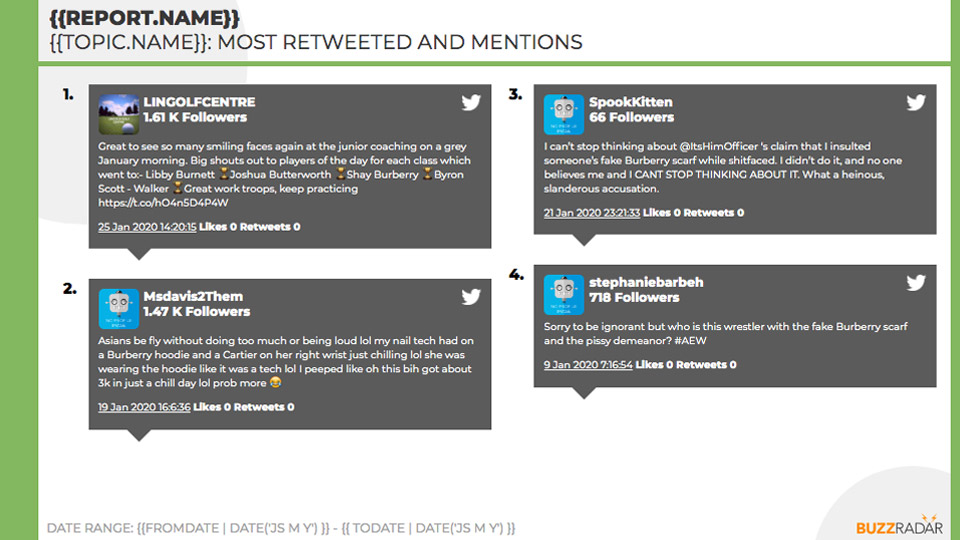 {{REPORT.NAME}}
{{TOPIC.NAME}}: MOST RETWEETED AND MENTIONS
1.
LINGOLFCENTRE
1.61 K Followers
Great to see so many smiling faces again at the junior coaching on a grey
January morning. Big shouts out to players of the day for each class which
went to:- Libby Burnett ⏳Joshua Butterworth ⏳Shay Burberry ⏳Byron
Scott - Walker ⏳Great work troops, keep practicing
https://t.co/hO4n5D4P4W
25 Jan 2020 14:20:15 Likes 0 Retweets 0
2.
Msdavis2Them
1.47 K Followers
Asians be fly without doing too much or being loud lol my nail tech had on
a Burberry hoodie and a Cartier on her right wrist just chilling lol she was
wearing the hoodie like it was a tech lol I peeped like oh this bih got about
3k in just a chill day lol prob more 😂
19 Jan 2020 16:6:36 Likes 0 Retweets 0
3.
SpookKitten
66 Followers
I can't stop thinking about @ItsHimOfficer 's claim that I insulted
someone's fake Burberry scarf while shitfaced. I didn't do it, and no one
believes me and I CANT STOP THINKING ABOUT IT. What a heinous,
slanderous accusation.
21 Jan 2020 23:21:33 Likes 0 Retweets 0
4.
stephaniebarbeh
718 Followers
Sorry to be ignorant but who is this wrestler with the fake Burberry scarf
and the pissy demeanor? #AEW
9 Jan 2020 7:16:54 Likes 0 Retweets 0
DATE RANGE: {{FROMDATE | DATE('JS M Y') }} - {{ TODATE | DATE('JS M Y') }}
BUZZRADAR